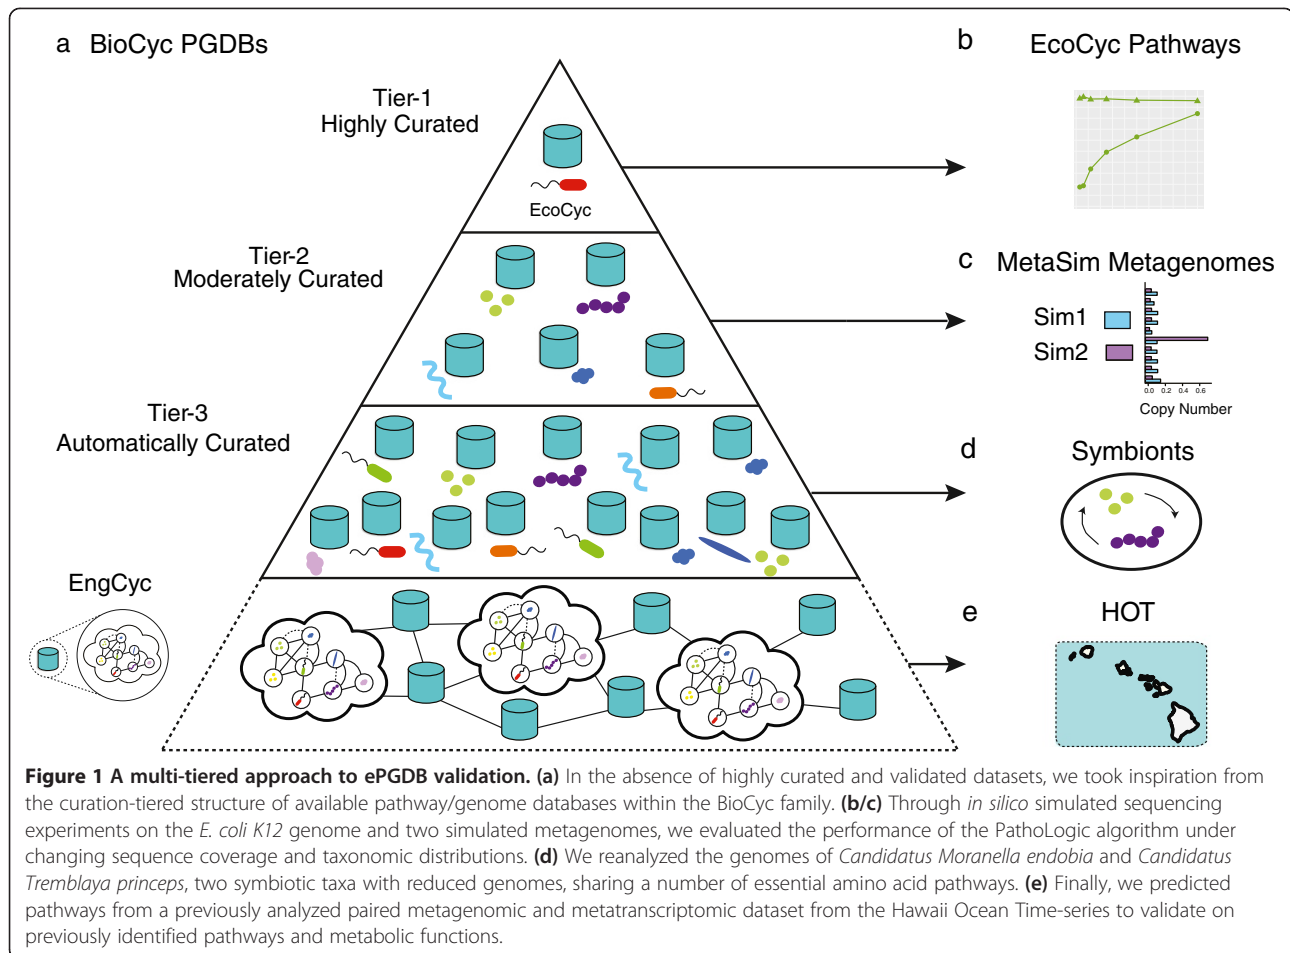 a BioCyc PGDBs
Tier-1
Highly Curated
EcoCyc
Tier-2
Moderately Curated
Tier-3
Automatically Curated
EngCyc
b EcoCyc Pathways
c MetaSim Metagenomes
Sim1
Sim2
0.0 0.2 0.4 0.6
Copy Number
d Symbionts
e HOT
Figure 1 A multi-tiered approach to ePGDB validation. (a) In the absence of highly curated and validated datasets, we took inspiration from
the curation-tiered structure of available pathway/genome databases within the BioCyc family. (b/c) Through in silico simulated sequencing
experiments on the E. coli K12 genome and two simulated metagenomes, we evaluated the performance of the PathoLogic algorithm under
changing sequence coverage and taxonomic distributions. (d) We reanalyzed the genomes of Candidatus Moranella endobia and Candidatus
Tremblaya princeps, two symbiotic taxa with reduced genomes, sharing a number of essential amino acid pathways. (e) Finally, we predicted
pathways from a previously analyzed paired metagenomic and metatranscriptomic dataset from the Hawaii Ocean Time-series to validate on
previously identified pathways and metabolic functions.